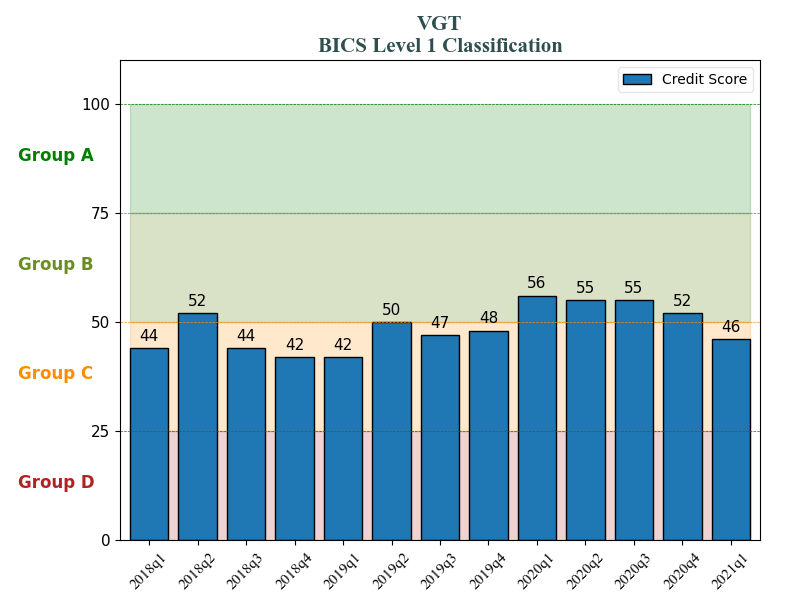 VGT
BICS Level 1 Classification
Credit Score
100
Group A
75
Group B
50
Group C
25
Group D
0
44
52
44
42
42
50
47
48
56
55
55
52
46
2018q1
2018q2
2018q3
2018q4
2019q1
2019q2
2019q3
2019q4
2020q1
2020q2
2020q3
2020q4
2021q1